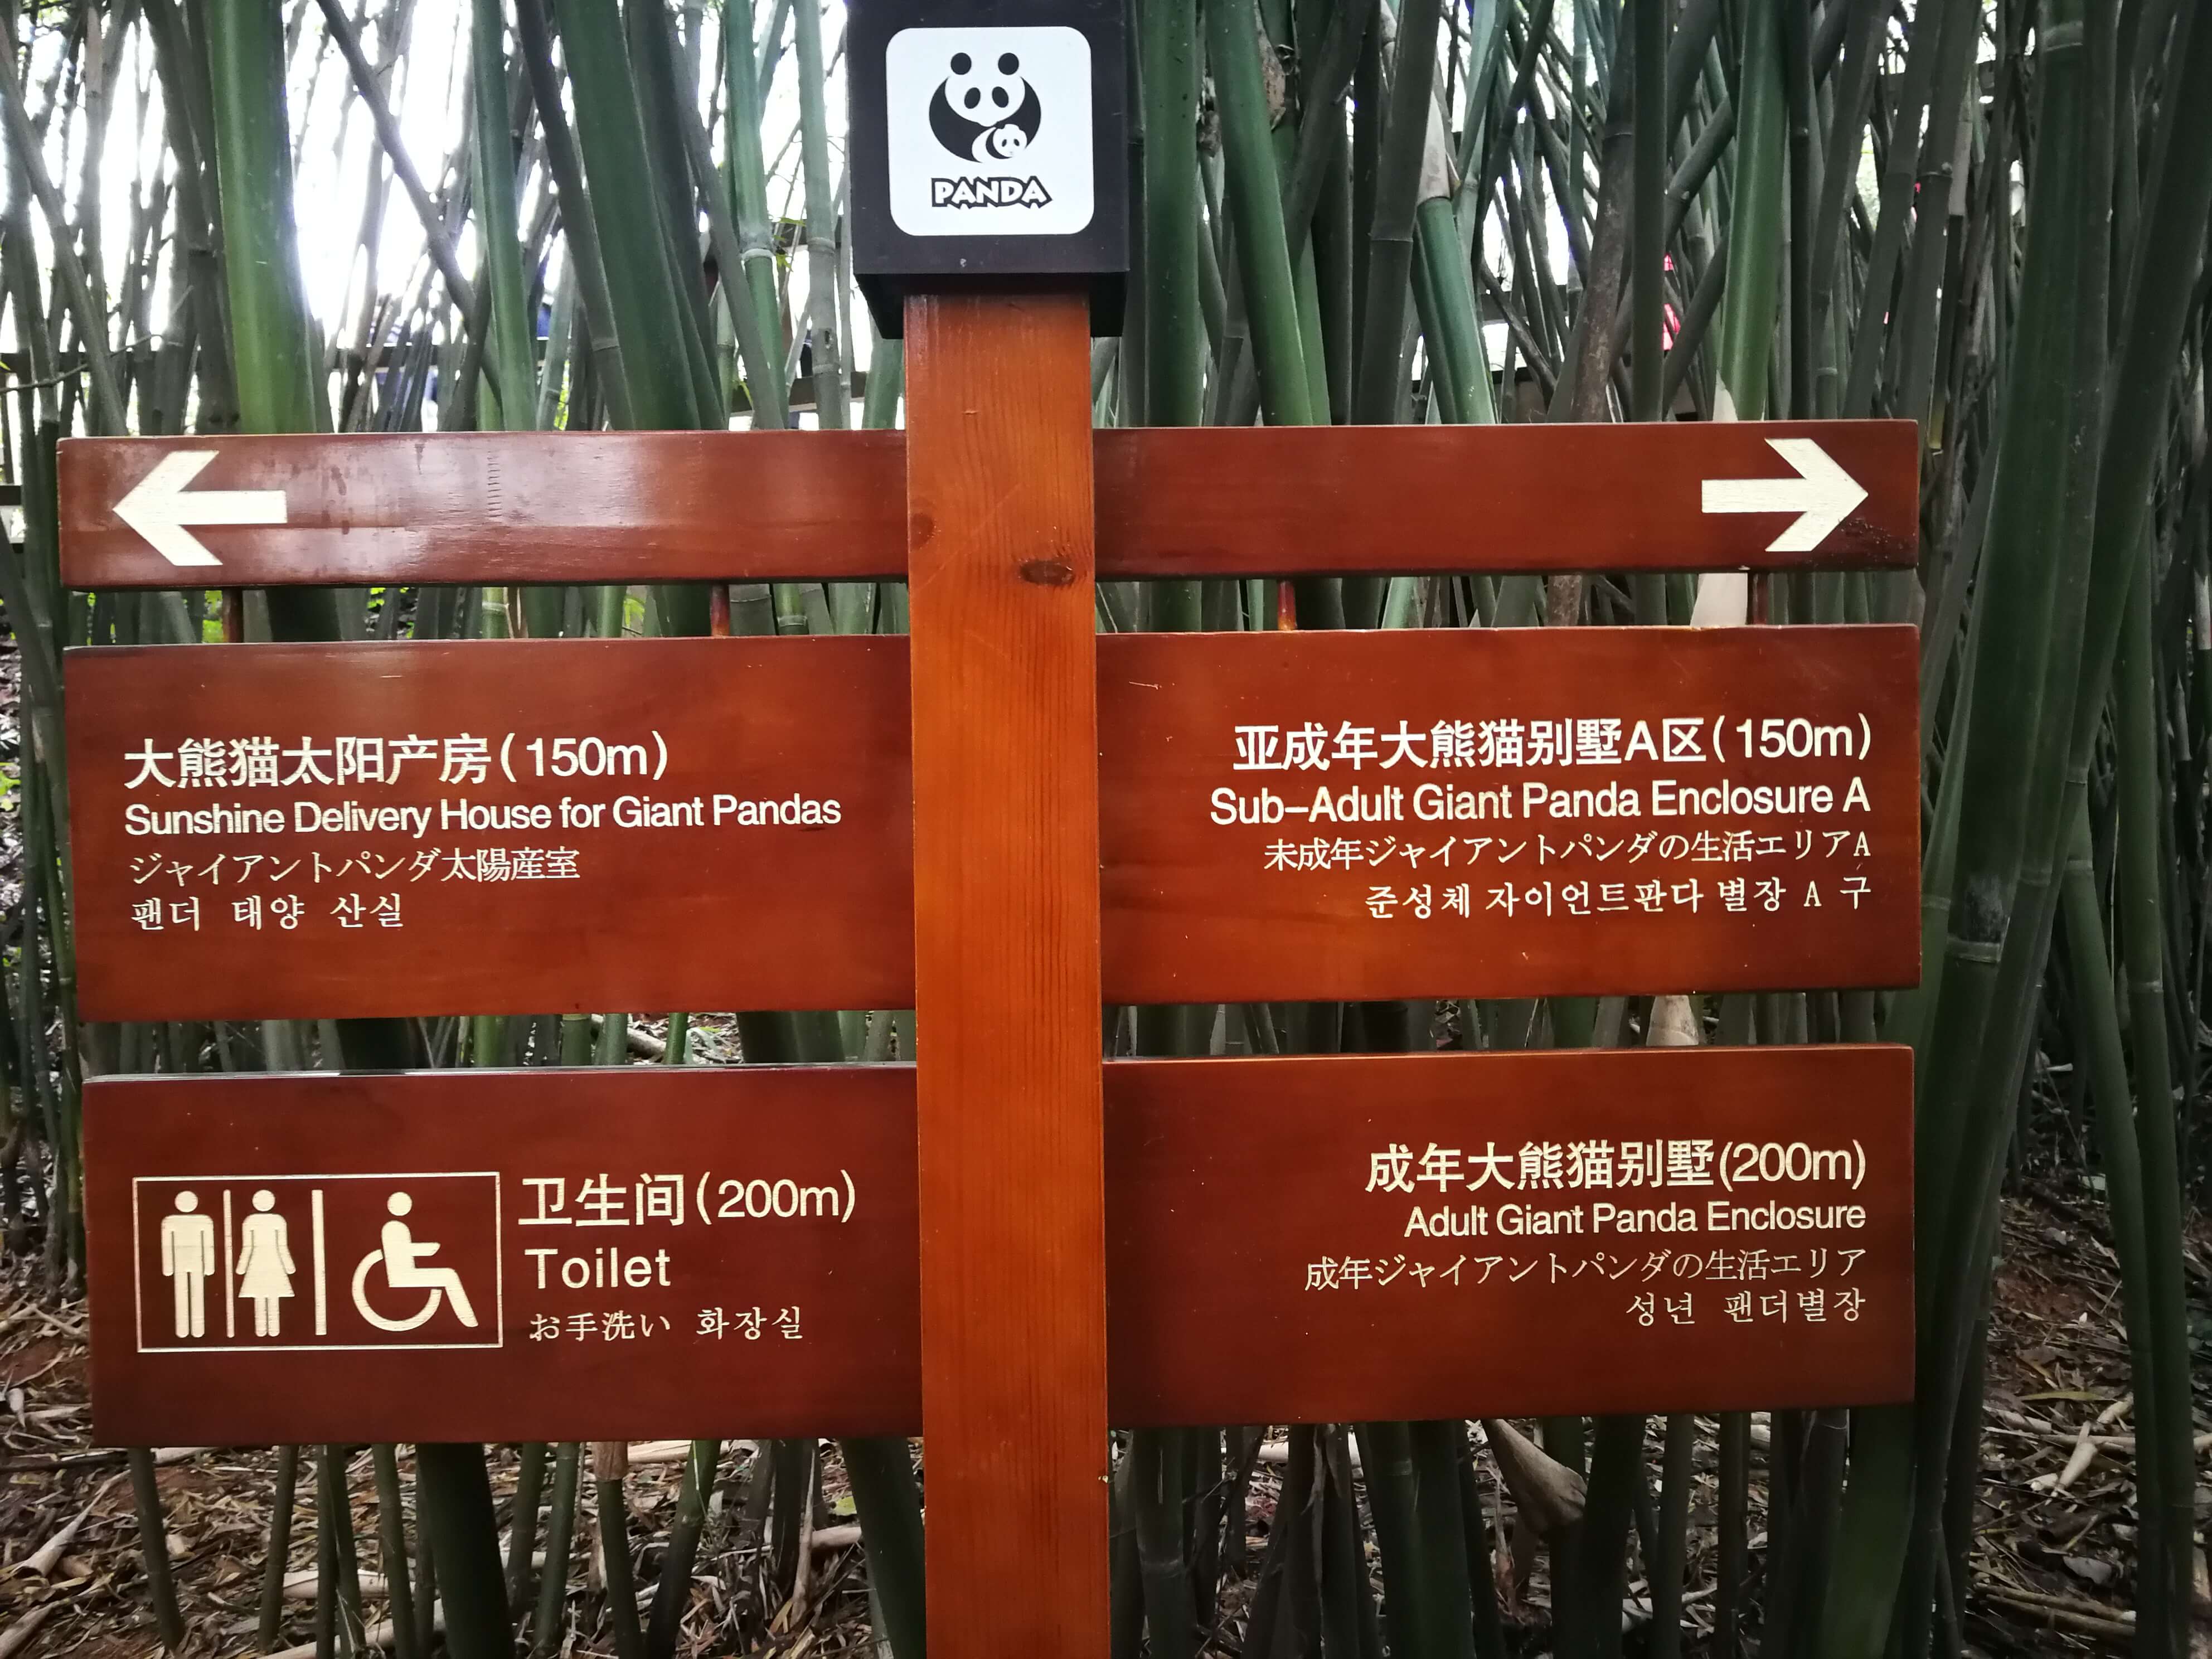 PANDA
大熊猫太阳产房(150m)
Sunshine Delivery House for Giant Pandas
ジャイアントパンダ太陽産室
팬더 태양 산실
卫生间(200m)
Toilet
お手洗い 화장실
亚成年大熊猫别墅A区(150m)
Sub-Adult Giant Panda Enclosure A
未成年ジャイアントパンダの生活エリアA
준성체 자이언트판다 별장 A 구
成年大熊猫别墅(200m)
Adult Giant Panda Enclosure
成年ジャイアントパンダの生活エリア
성년 팬더별장